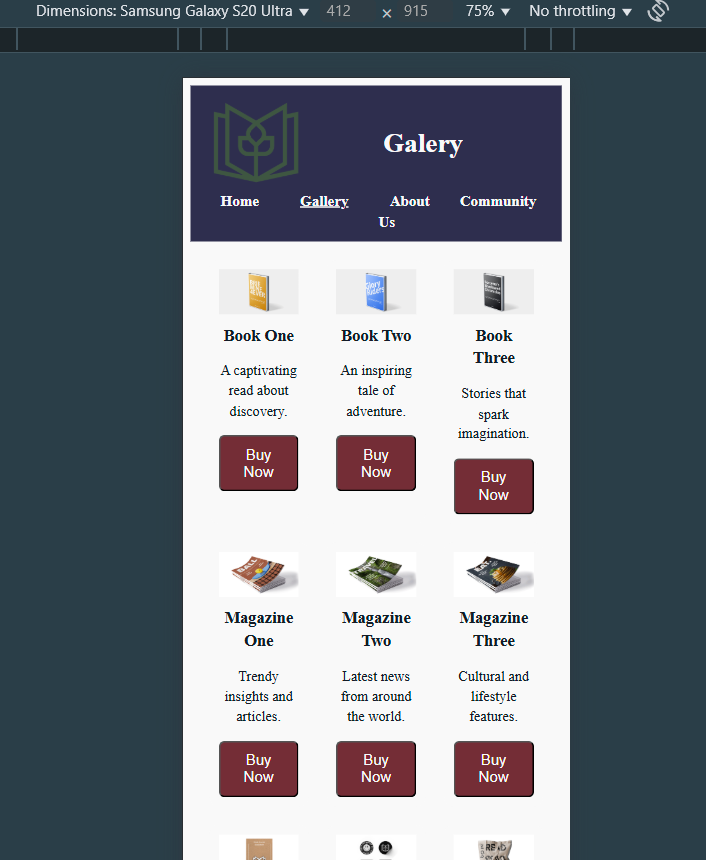 Dimensions: Samsung Galaxy S20 Ultra ▼ 412 × 915 75% ▼ No throttling ▼
Galery
Home Gallery About Us Community
Book One
A captivating
read about
discovery.
Buy
Now
Book Two
An inspiring
tale of
adventure.
Buy
Now
Book
Three
Stories that
spark
imagination.
Buy
Now
Magazine
One
Trendy
insights and
articles.
Buy
Now
Magazine
Two
Latest news
from around
the world.
Buy
Now
Magazine
Three
Cultural and
lifestyle
features.
Buy
Now